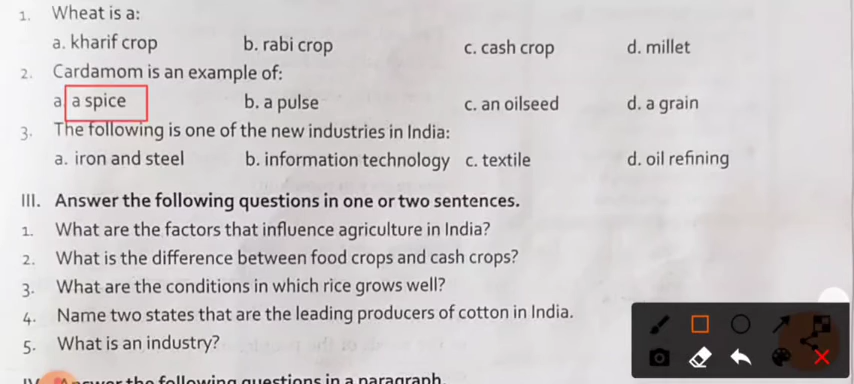 1. Wheat is a:
a. kharif crop b. rabi crop c. cash crop d. millet
2. Cardamom is an example of:
a a spice b. a pulse c. an oilseed d. a grain
3. The following is one of the new industries in India:
a. iron and steel b. information technology c. textile d. oil refining
III. Answer the following questions in one or two sentences.
1. What are the factors that influence agriculture in India?
2. What is the difference between food crops and cash crops?
3. What are the conditions in which rice grows well?
4. Name two states that are the leading producers of cotton in India.
5. What is an industry?
IV. Answer the following questions in a paragraph.